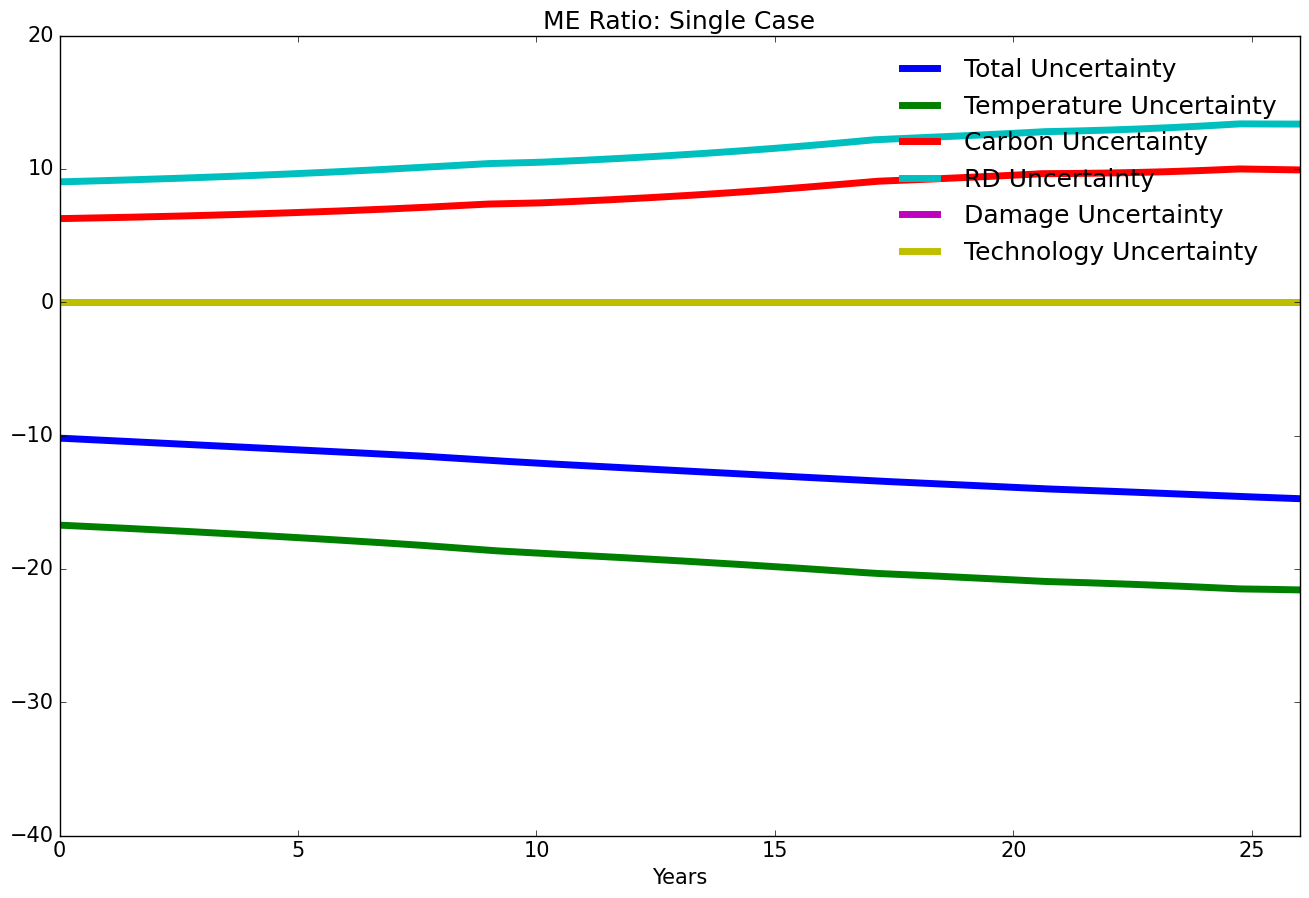 ME Ratio: Single Case
20
10
0
−10
−20
−30
−40
Total Uncertainty
Temperature Uncertainty
Carbon Uncertainty
RD Uncertainty
Damage Uncertainty
Technology Uncertainty
0 5 10 15 20 25
Years